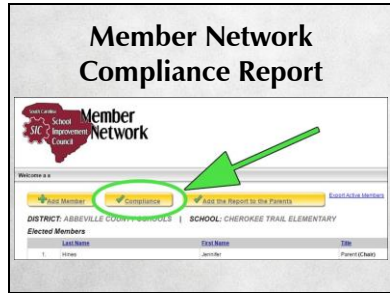 Member Network
Compliance Report
South Carolina
SIC School Improvement Council
Member Network
Welcome a a
Add Member
Compliance
Add the Report to the Parents
Export Active Members
DISTRICT: ABBEVILLE COUNTY SCHOOLS | SCHOOL: CHEROKEE TRAIL ELEMENTARY
Elected Members
Last Name First Name Title
1. Hines Jennifer Parent (Chair)